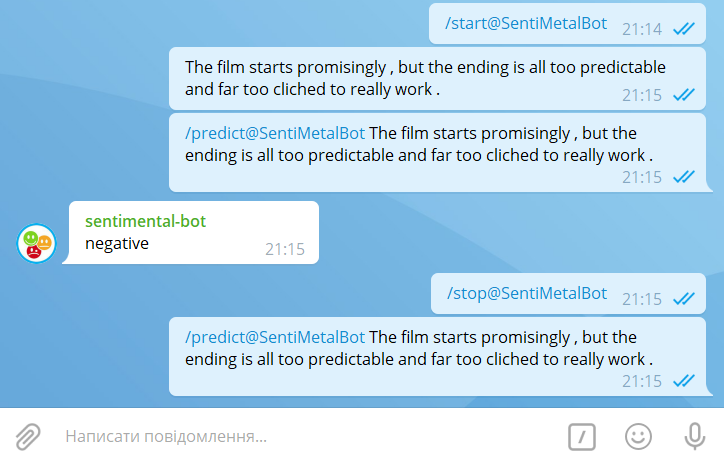 /start@SentiMetalBot 21:14
The film starts promisingly , but the ending is all too predictable
and far too cliched to really work .
21:15
/predict@SentiMetalBot The film starts promisingly , but the
ending is all too predictable and far too cliched to really work .
21:15
sentimental-bot
negative 21:15
/stop@SentiMetalBot 21:15
/predict@SentiMetalBot The film starts promisingly , but the
ending is all too predictable and far too cliched to really work .
21:15
Написати повідомлення...